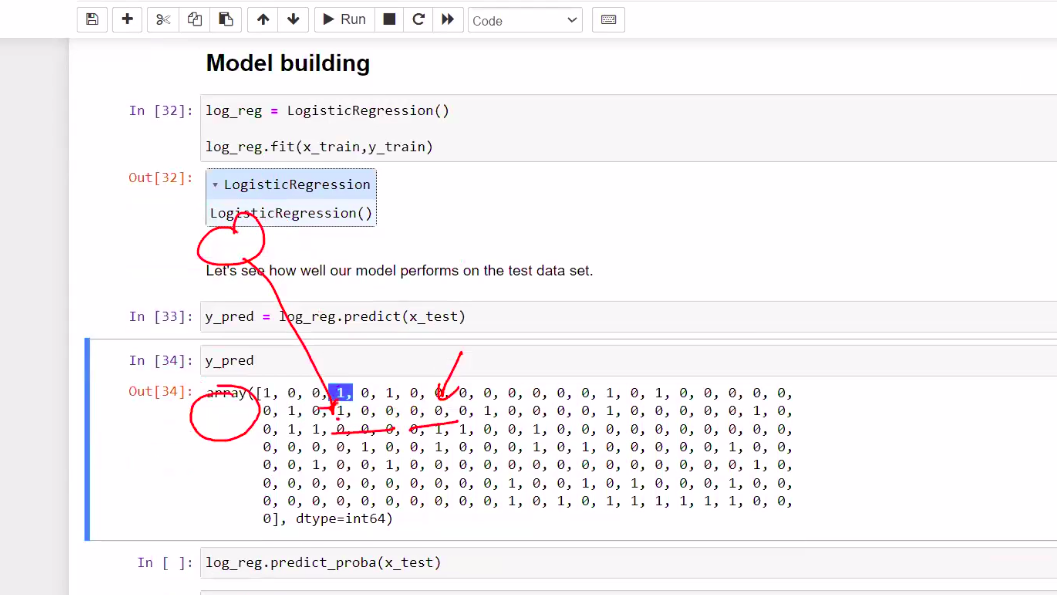 Run
Code
Model building
In [32]: log_reg = LogisticRegression()
log_reg.fit(x_train,y_train)
Out[32]: LogisticRegression
LogisticRegression()
Let's see how well our model performs on the test data set.
In [33]: y_pred = log_reg.predict(x_test)
In [34]: y_pred
Out[34]: array([1, 0, 0, 1, 0, 1, 0, 0, 0, 0, 0, 0, 0, 0, 1, 0, 1, 0, 0, 0, 0, 0,
0, 1, 0, 1, 0, 0, 0, 0, 0, 1, 0, 0, 0, 0, 1, 0, 0, 0, 0, 0, 1, 0,
0, 1, 1, 0, 0, 0, 0, 1, 1, 0, 0, 1, 0, 0, 0, 0, 0, 0, 0, 0, 0, 0,
0, 0, 0, 0, 1, 0, 0, 1, 0, 0, 0, 1, 0, 1, 0, 0, 0, 0, 0, 0, 0, 0,
0, 0, 1, 0, 0, 1, 0, 0, 0, 0, 0, 0, 0, 0, 0, 0, 0, 0, 0, 0, 1, 0,
0, 0, 0, 0, 0, 0, 0, 0, 0, 0, 1, 0, 0, 1, 0, 1, 0, 0, 0, 1, 0, 0,
0, 0, 0, 0, 0, 0, 0, 0, 0, 0, 1, 0, 1, 0, 1, 1, 1, 1, 1, 1, 0, 0,
0], dtype=int64)
In [ ]: log_reg.predict_proba(x_test)